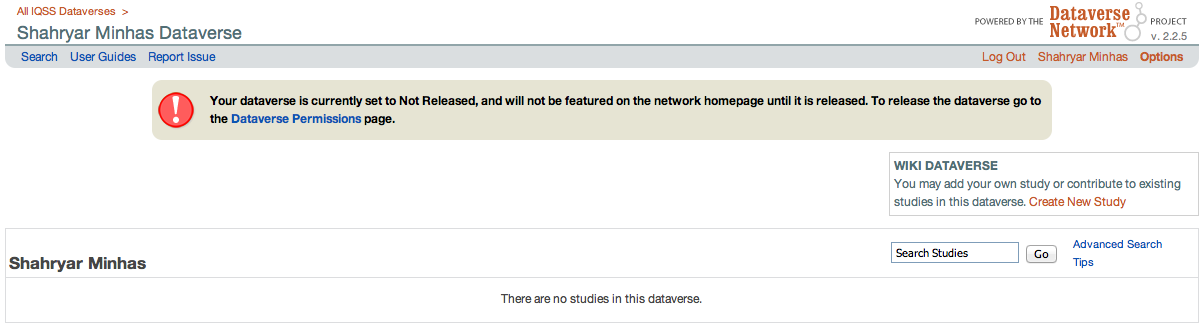 All IQSS Dataverses >
Shahryar Minhas Dataverse
POWERED BY THE Dataverse Network™ PROJECT
v. 2.2.5
Search User Guides Report Issue
Log Out Shahryar Minhas Options
Your dataverse is currently set to Not Released, and will not be featured on the network homepage until it is released. To release the dataverse go to
the Dataverse Permissions page.
WIKI DATAVERSE
You may add your own study or contribute to existing
studies in this dataverse. Create New Study
Shahryar Minhas
Search Studies Go Advanced Search
Tips
There are no studies in this dataverse.